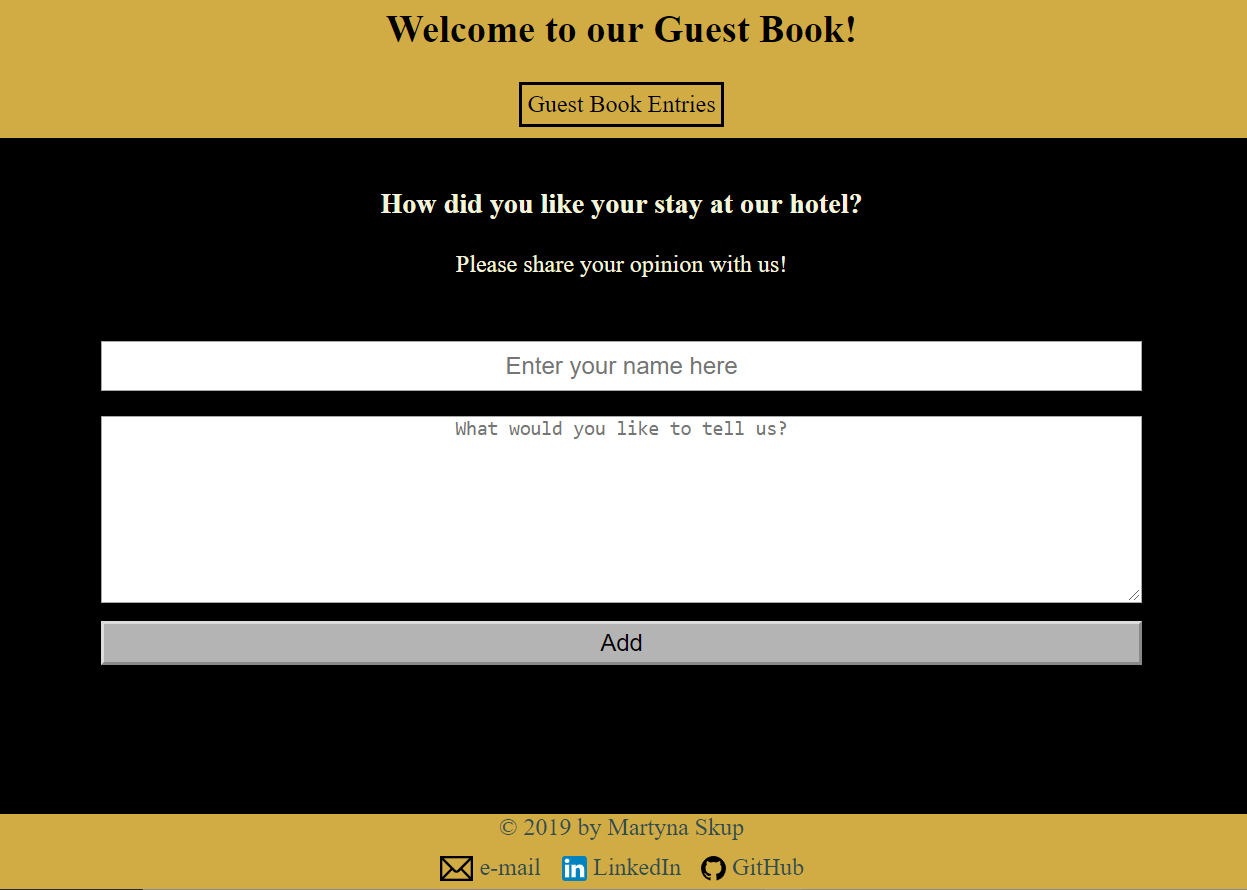 Welcome to our Guest Book!
Guest Book Entries
How did you like your stay at our hotel?
Please share your opinion with us!
Enter your name here
What would you like to tell us?
Add
© 2019 by Martyna Skup
e-mail in LinkedIn GitHub